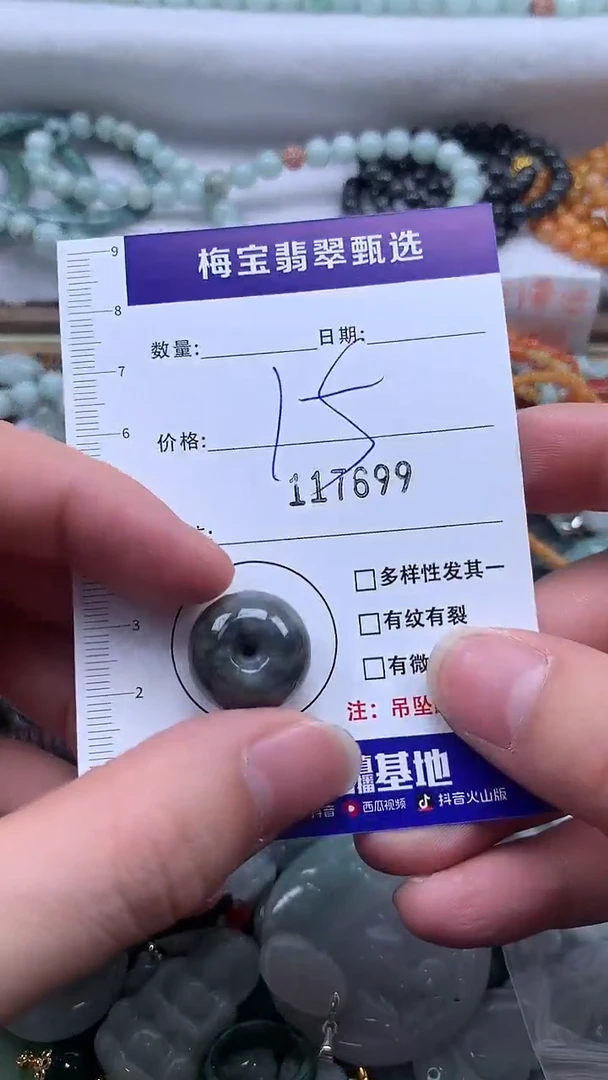 9
梅宝翡翠甄选
8
数量: 日期:
7
15
6
价格:
117699
多样性发其一
3
有纹有裂
有微
2
注: 吊坠
播基地
抖音 西瓜视频 抖音火山版